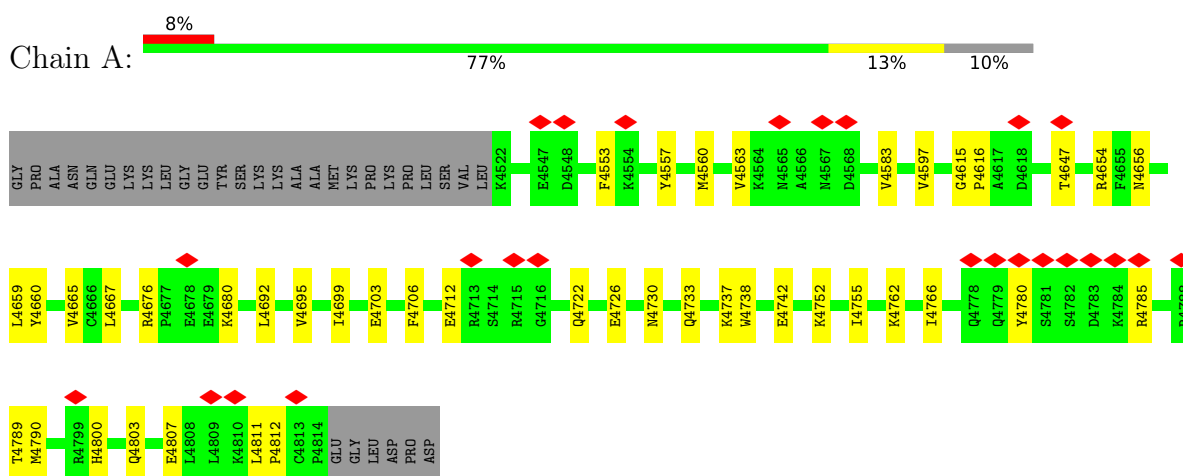 8%
Chain A:
77% 13% 10%
GLY PRO ALA ASN GLN GLU LYS LYS LEU GLY GLU TYR SER LYS LYS ALA ALA MET LYS PRO LYS PRO LEU SER VAL LEU K4522 E4547 D4548 F4553 K4554 Y4557 M4560 V4563 K4564 N4565 A4566 N4567 D4568 V4583 V4597 G4615 P4616 A4617 D4618 T4647 R4654 F4655 N4656
L4659 Y4660 V4665 C4666 L4667 R4676 P4677 E4678 E4679 K4680 L4692 V4695 I4699 E4703 F4706 E4712 R4713 S4714 R4715 G4716 Q4722 E4726 N4730 Q4733 K4737 W4738 E4742 K4752 I4755 K4762 I4766 Q4778 Q4779 Y4780 S4781 S4782 D4783 K4784 R4785
T4789 M4790 R4799 H4800 Q4803 E4807 L4808 L4809 K4810 L4811 P4812 C4813 P4814 GLU GLY LEU ASP PRO ASP